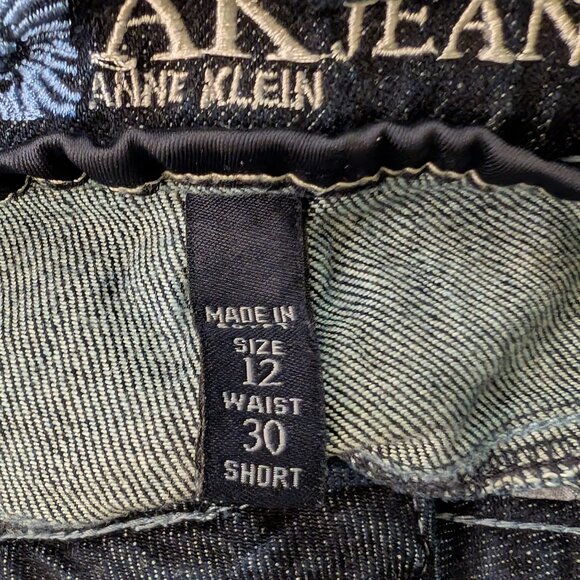 AK JEAN
ANNE KLEIN
MADE IN
SIZE
12
WAIST
30
SHORT